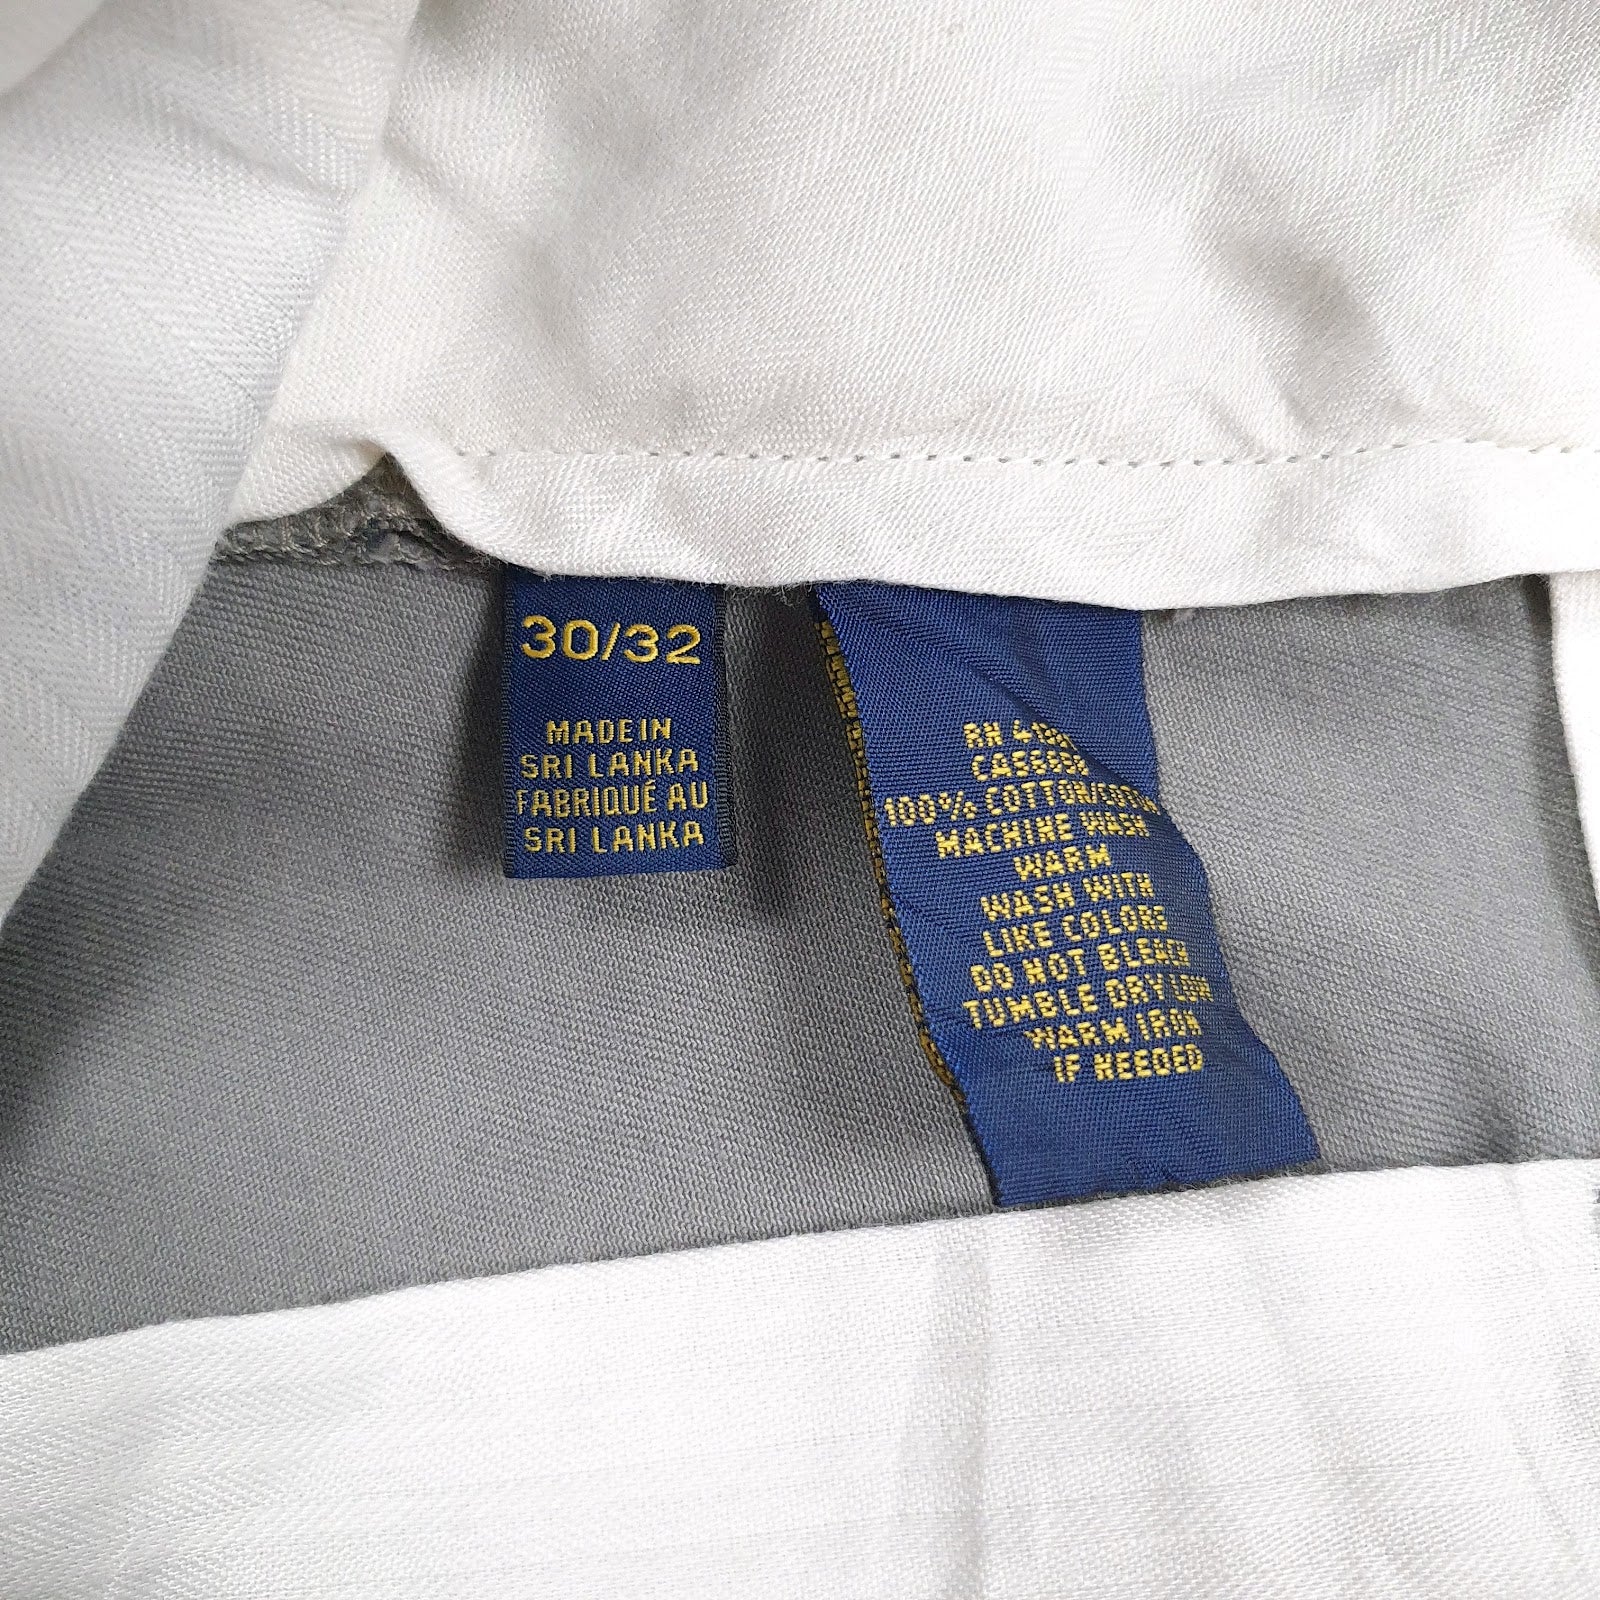 30/32
MADE IN
SRI LANKA
FABRIQUÉ AU
SRI LANKA
RN
100% COTTON/COTON
MACHINE WASH
WARM
WASH WITH
LIKE COLORS
DO NOT BLEACH
TUMBLE DRY LOW
WARM IRON
IF NEEDED